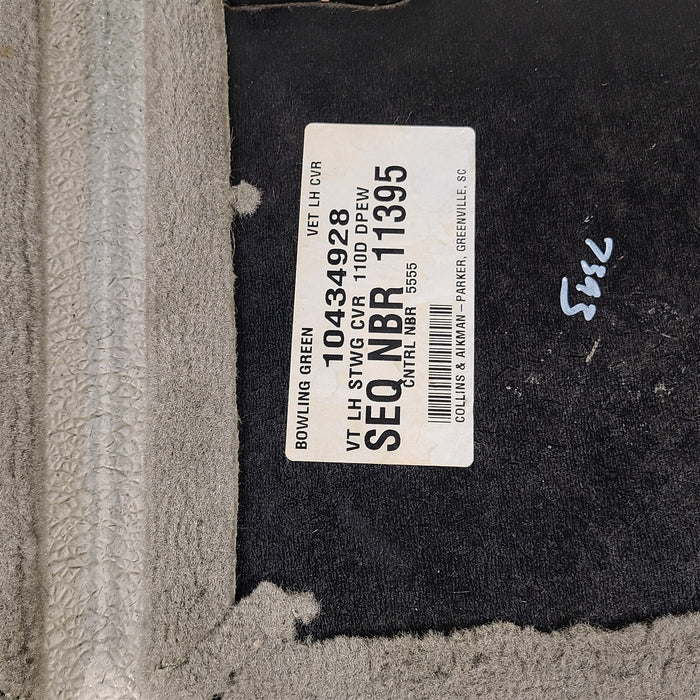 BOWLING GREEN VET LH CVR
10434928
VT LH STWG CVR 110D DPEW
SEQ NBR 11395
CNTRL NBR 5555
COLLINS & AIKMAN - PARKER, GREENVILLE, SC
7393